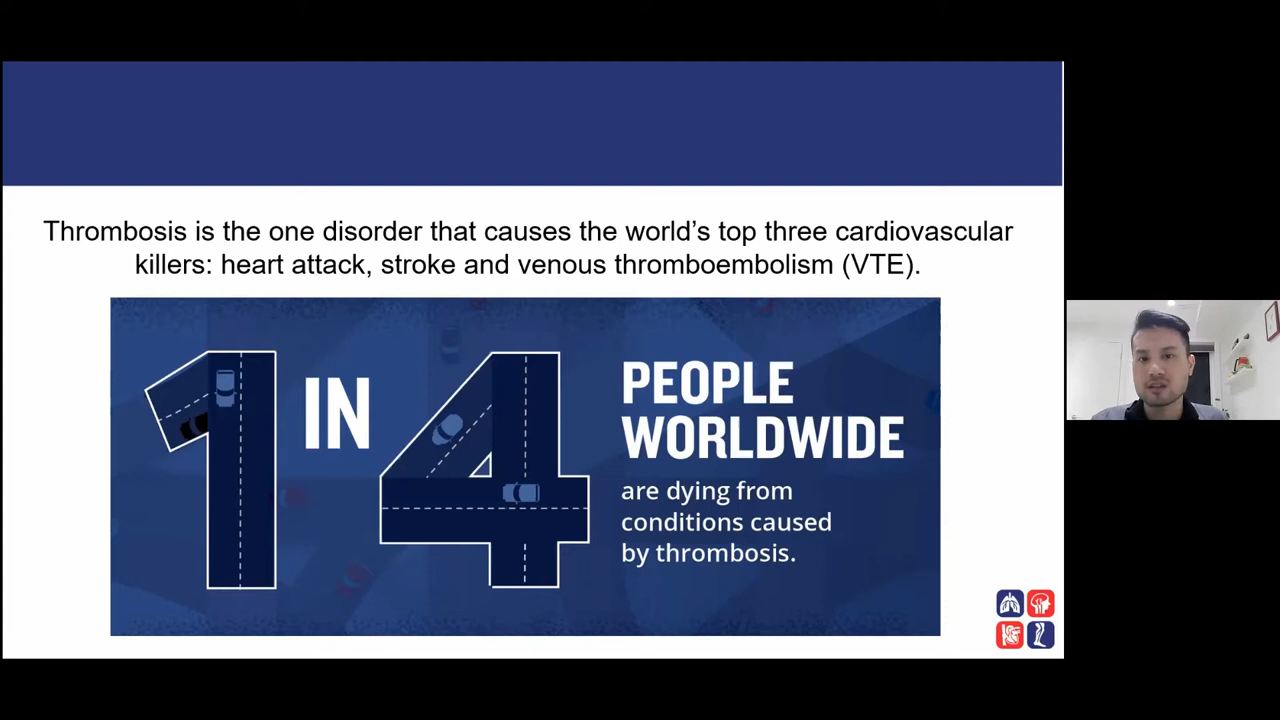 Thrombosis is the one disorder that causes the world’s top three cardiovascular
killers: heart attack, stroke and venous thromboembolism (VTE).
1 IN 4
PEOPLE
WORLDWIDE
are dying from
conditions caused
by thrombosis.